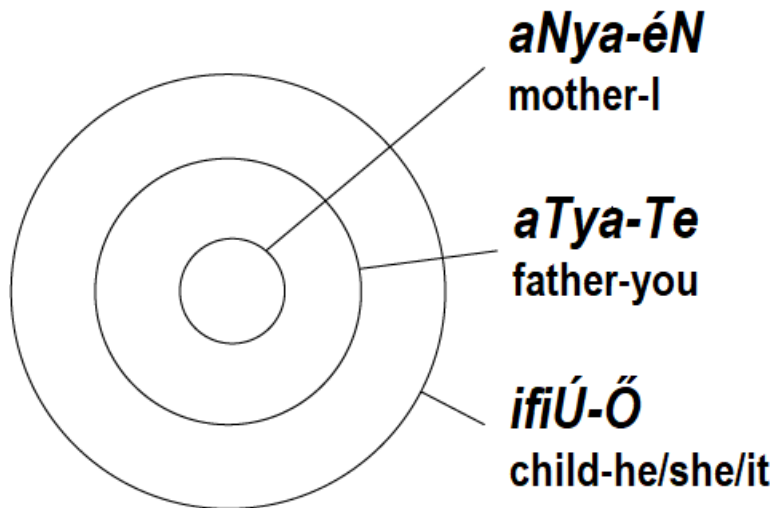 aNya-éN
mother-I
aTya-Te
father-you
ifiÚ-Ő
child-he/she/it